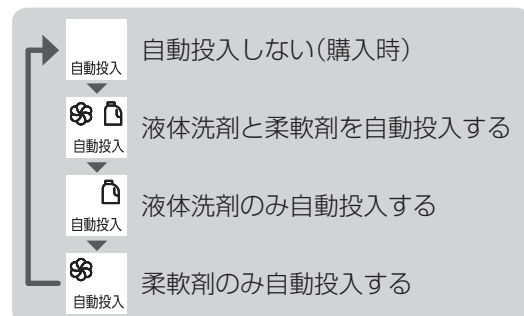 自動投入
自動投入しない(購入時)
自動投入
液体洗剤と柔軟剤を自動投入する
自動投入
液体洗剤のみ自動投入する
自動投入
柔軟剤のみ自動投入する